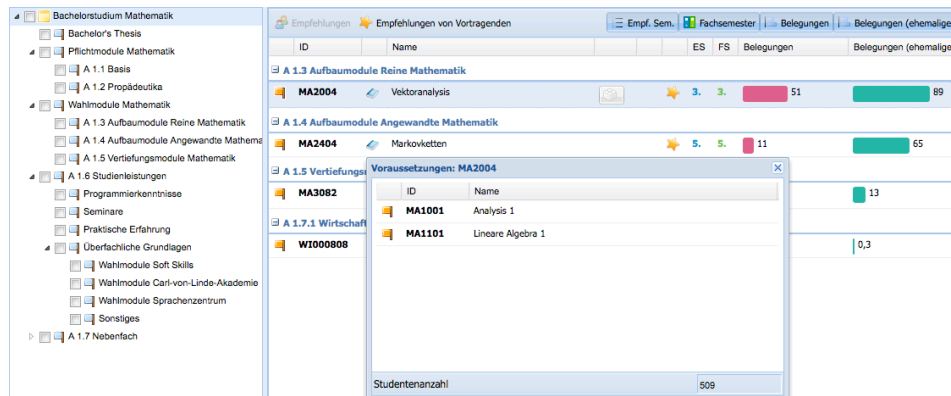 Bachelorstudium Mathematik
Bachelor's Thesis
Pflichtmodule Mathematik
A 1.1 Basis
A 1.2 Propädeutika
Wahlmodule Mathematik
A 1.3 Aufbaumodule Reine Mathematik
A 1.4 Aufbaumodule Angewandte Mathema
A 1.5 Vertiefungsmodule Mathematik
A 1.6 Studienleistungen
Programmierkenntnisse
Seminare
Praktische Erfahrung
Überfachliche Grundlagen
Wahlmodule Soft Skills
Wahlmodule Carl-von-Linde-Akademie
Wahlmodule Sprachenzentrum
Sonstiges
A 1.7 Nebenfach
Empfehlungen Empfehlungen von Vortragenden Empf. Sem. Fachsemester Belegungen Belegungen (ehemalige
ID Name ES FS Belegungen Belegungen (ehemalige
A 1.3 Aufbaumodule Reine Mathematik
MA2004 Vektoranalysis 3. 3. 51 89
A 1.4 Aufbaumodule Angewandte Mathematik
MA2404 Markovketten 5. 5. 11 65
A 1.5 Vertiefungs
MA3082 13
A 1.7.1 Wirtschaft
WI000808 0,3
Voraussetzungen: MA2004
ID Name
MA1001 Analysis 1
MA1101 Lineare Algebra 1
Studentenanzahl 509